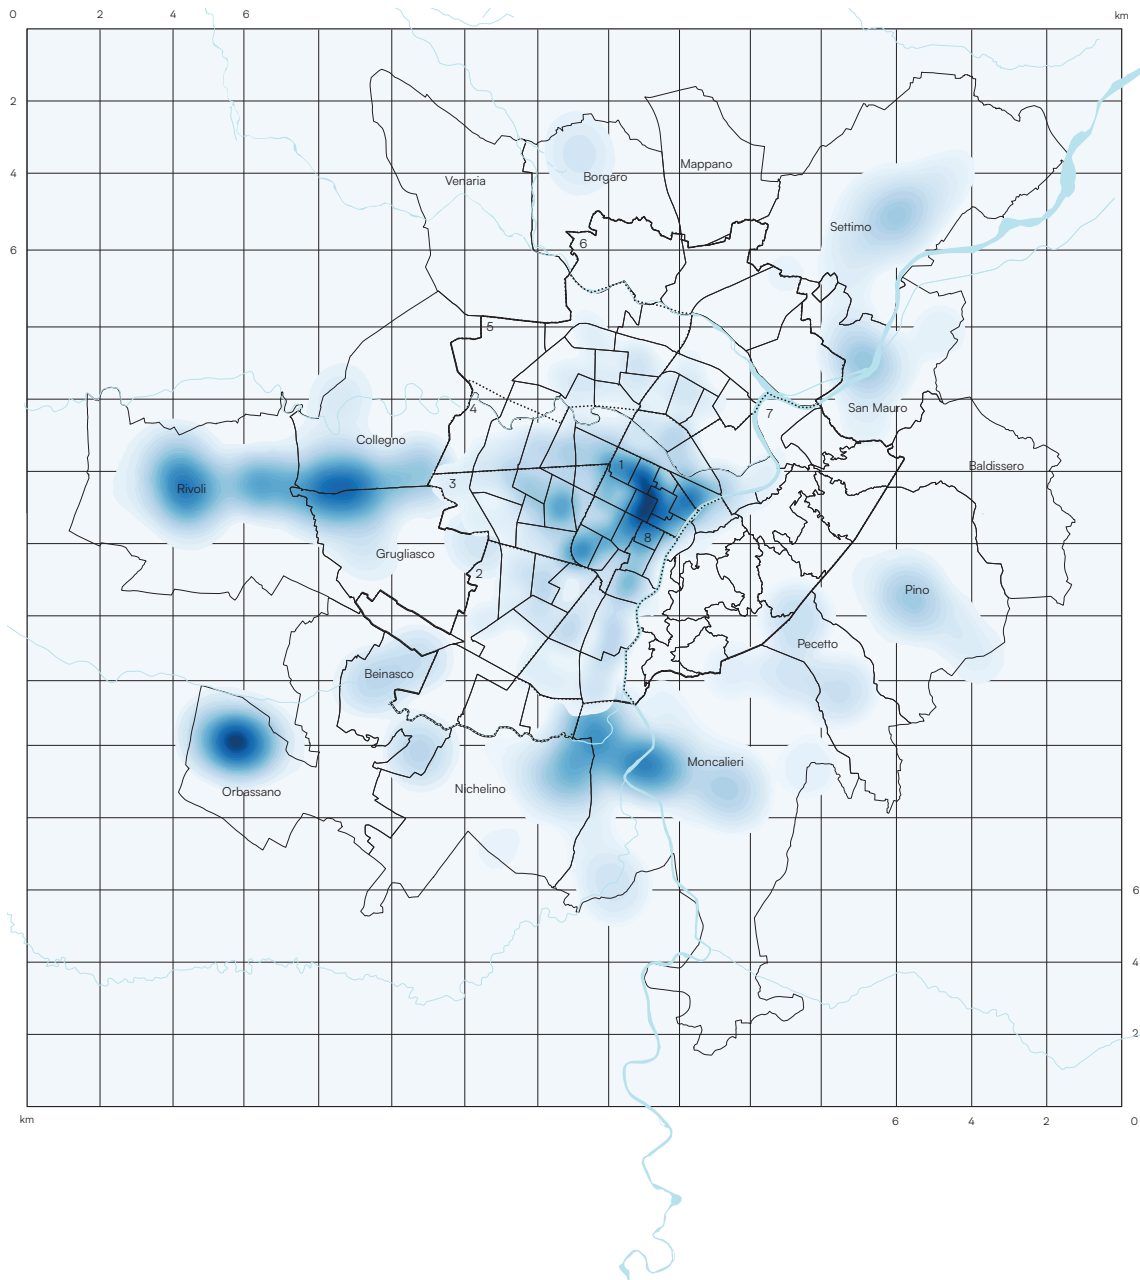 0 2 4 6 km
2
Mappano
4
Borgaro
Venaria
Settimo
6
6
5
San Mauro
4
7
Collegno
1
Baldissero
3
Rivoli
8
Grugliasco
2
Pino
Pecetto
Beinasco
Moncalieri
Nichelino
Orbassano
6
4
2
km
6 4 2 0